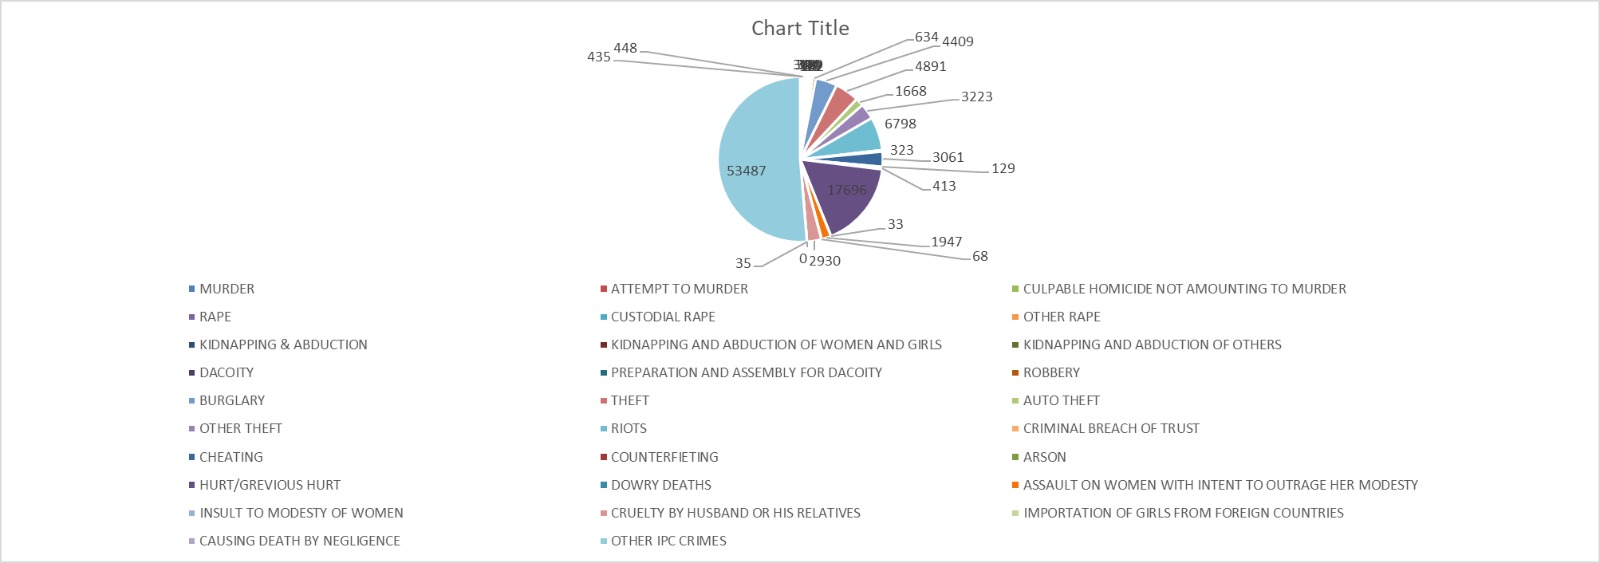 Chart Title
634
4409
448
435
4891
1668
3223
6798
323
3061
129
53487
413
17696
33
1947
68
0
2930
35
MURDER
ATTEMPT TO MURDER
CULPABLE HOMICIDE NOT AMOUNTING TO MURDER
RAPE
CUSTODIAL RAPE
OTHER RAPE
KIDNAPPING & ABDUCTION
KIDNAPPING AND ABDUCTION OF WOMEN AND GIRLS
KIDNAPPING AND ABDUCTION OF OTHERS
DACOITY
PREPARATION AND ASSEMBLY FOR DACOITY
ROBBERY
BURGLARY
THEFT
AUTO THEFT
OTHER THEFT
RIOTS
CRIMINAL BREACH OF TRUST
CHEATING
COUNTERFIETING
ARSON
HURT/GREVIOUS HURT
DOWRY DEATHS
ASSAULT ON WOMEN WITH INTENT TO OUTRAGE HER MODESTY
INSULT TO MODESTY OF WOMEN
CRUELTY BY HUSBAND OR HIS RELATIVES
IMPORTATION OF GIRLS FROM FOREIGN COUNTRIES
CAUSING DEATH BY NEGLIGENCE
OTHER IPC CRIMES